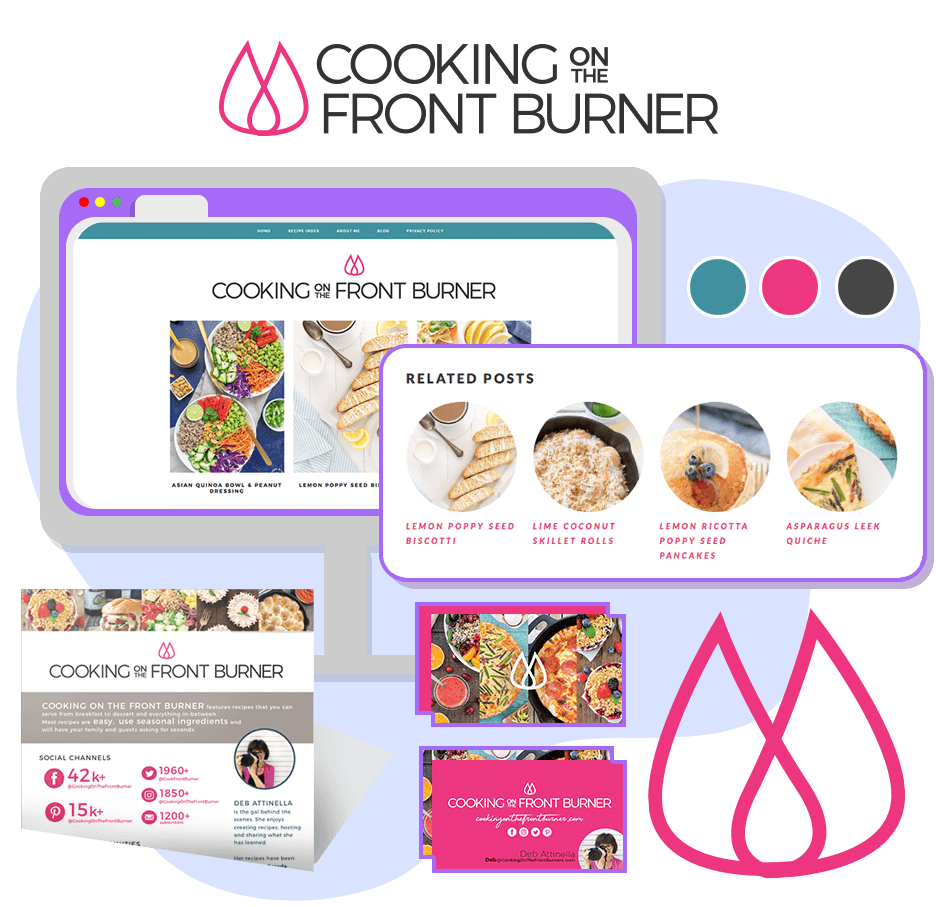 COOKING ON THE
FRONT BURNER
HOME RECIPE INDEX ABOUT ME BLOG PRIVACY POLICY
COOKING ON THE FRONT BURNER
ASIAN QUINOA BOWL & PEANUT
DRESSING
LEMON POPPY SEED BI
RELATED POSTS
LEMON POPPY SEED
BISCOTTI
LIME COCONUT
SKILLET ROLLS
LEMON RICOTTA
POPPY SEED
PANCAKES
ASPARAGUS LEEK
QUICHE
COOKING ON THE FRONT BURNER
COOKING ON THE FRONT BURNER features recipes that you can
serve from breakfast to dessert and everything in between.
Most recipes are easy, use seasonal ingredients and
will have your family and guests asking for seconds
SOCIAL CHANNELS
42k+
@CookingOnTheFrontBurner
1960+
@CookFrontBurner
1850+
@CookingOnTheFrontBurner
15k+
@CookingOnTheFrontBurner
1200+
subscribers
DEB ATTINELLA
is the gal behind the
scenes. She enjoys
creating recipes, hosting
and sharing what she
has learned.
Her recipes have been
COOKING ON THE FRONT BURNER
cookingonthefrontburner.com
Deb Attinella
Deb@CookingOnTheFrontBurners.com